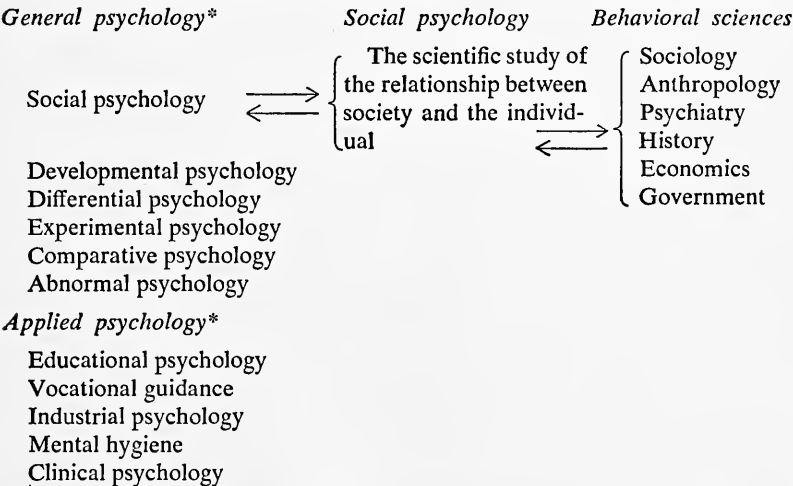 General psychology* Social psychology Behavioral sciences
Social psychology
The scientific study of
the relationship between
society and the individ-
ual
Sociology
Anthropology
Psychiatry
History
Economics
Government
Developmental psychology
Differential psychology
Experimental psychology
Comparative psychology
Abnormal psychology
Applied psychology*
Educational psychology
Vocational guidance
Industrial psychology
Mental hygiene
Clinical psychology